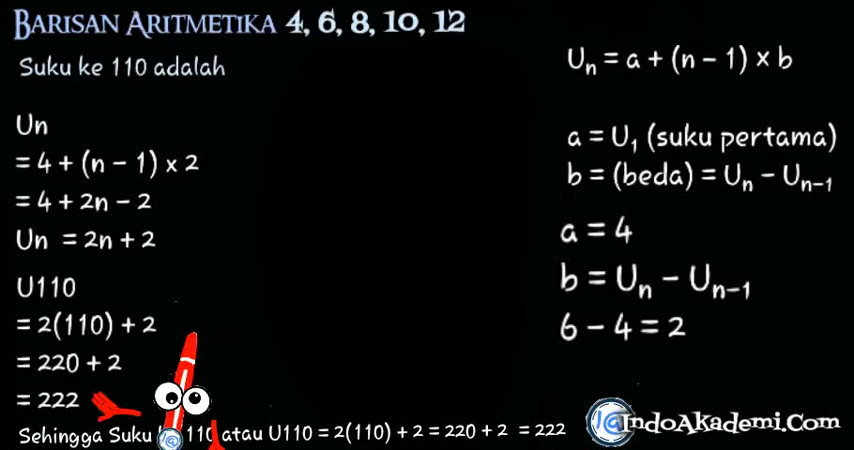 Barisan Aritmetika 4, 6, 8, 10, 12
Suku ke 110 adalah
Un
= 4 + (n − 1) × 2
= 4 + 2n − 2
Un = 2n + 2
U110
= 2(110) + 2
= 220 + 2
= 222
Sehingga Suku 110 atau U110 = 2(110) + 2 = 220 + 2 = 222
Un = a + (n − 1) × b
a = U1 (suku pertama)
b = (beda) = Un − Un−1
a = 4
b = Un − Un−1
6 − 4 = 2
IndoAkademi.Com